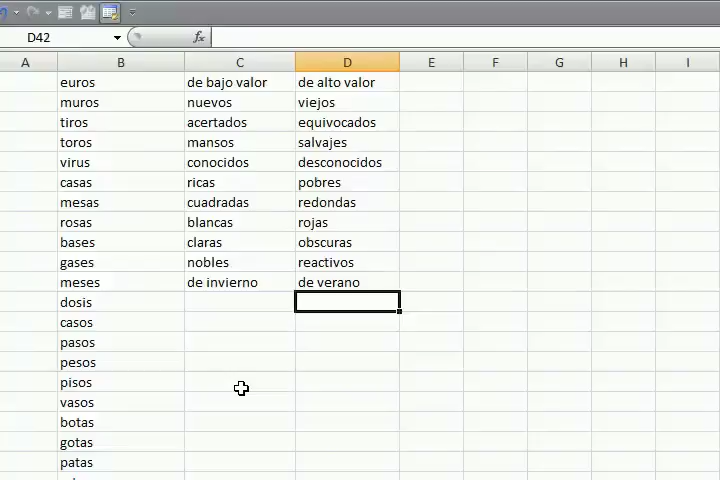 D42 fx
A B C D E F G H I
euros de bajo valor de alto valor
muros nuevos viejos
tiros acertados equivocados
toros mansos salvajes
virus conocidos desconocidos
casas ricas pobres
mesas cuadradas redondas
rosas blancas rojas
bases claras obscuras
gases nobles reactivos
meses de invierno de verano
dosis
casos
pasos
pesos
pisos
vasos
botas
gotas
patas